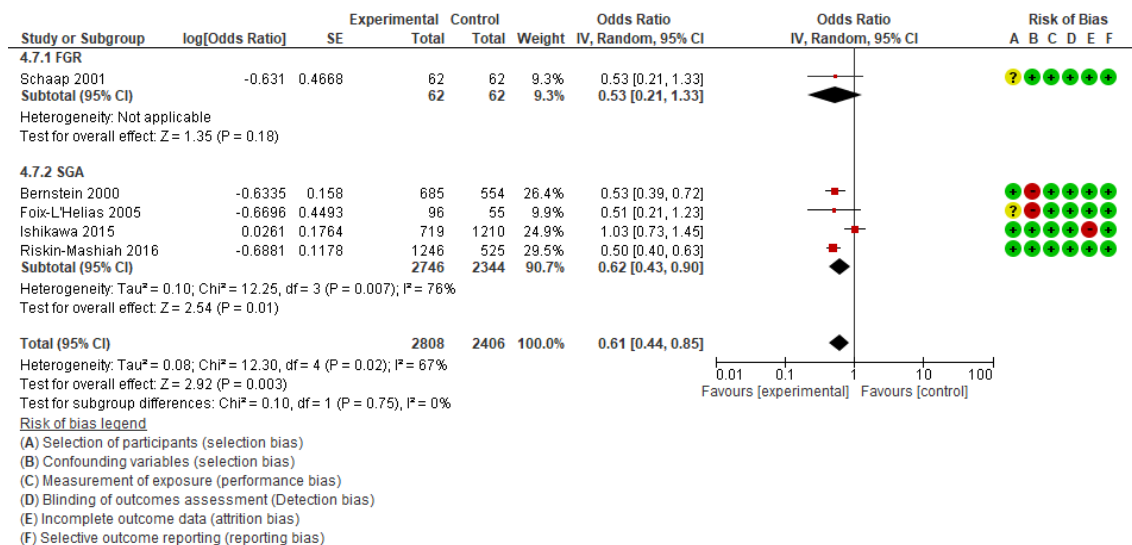 Experimental Control Odds Ratio Odds Ratio Risk of Bias
Study or Subgroup log[Odds Ratio] SE Total Total Weight IV, Random, 95% CI IV, Random, 95% CI A B C D E F
4.7.1 FGR
Schaap 2001 -0.631 0.4668 62 62 9.3% 0.53 [0.21, 1.33] ? + + + + +
Subtotal (95% CI) 62 62 9.3% 0.53 [0.21, 1.33]
Heterogeneity: Not applicable
Test for overall effect: Z = 1.35 (P = 0.18)
4.7.2 SGA
Bernstein 2000 -0.6335 0.158 685 554 26.4% 0.53 [0.39, 0.72] + - + + + +
Foix-L'Helias 2005 -0.6696 0.4493 96 55 9.9% 0.51 [0.21, 1.23] ? - + + + +
Ishikawa 2015 0.0261 0.1764 719 1210 24.9% 1.03 [0.73, 1.45] + + + + - +
Riskin-Mashiah 2016 -0.6881 0.1178 1246 525 29.5% 0.50 [0.40, 0.63] + + + + + +
Subtotal (95% CI) 2746 2344 90.7% 0.62 [0.43, 0.90]
Heterogeneity: Tau² = 0.10; Chi² = 12.25, df = 3 (P = 0.007); I² = 76%
Test for overall effect: Z = 2.54 (P = 0.01)
Total (95% CI) 2808 2406 100.0% 0.61 [0.44, 0.85]
Heterogeneity: Tau² = 0.08; Chi² = 12.30, df = 4 (P = 0.02); I² = 67%
Test for overall effect: Z = 2.92 (P = 0.003)
Test for subgroup differences: Chi² = 0.10, df = 1 (P = 0.75), I² = 0%
0.01 0.1 1 10 100
Favours [experimental] Favours [control]
Risk of bias legend
(A) Selection of participants (selection bias)
(B) Confounding variables (selection bias)
(C) Measurement of exposure (performance bias)
(D) Blinding of outcomes assessment (Detection bias)
(E) Incomplete outcome data (attrition bias)
(F) Selective outcome reporting (reporting bias)